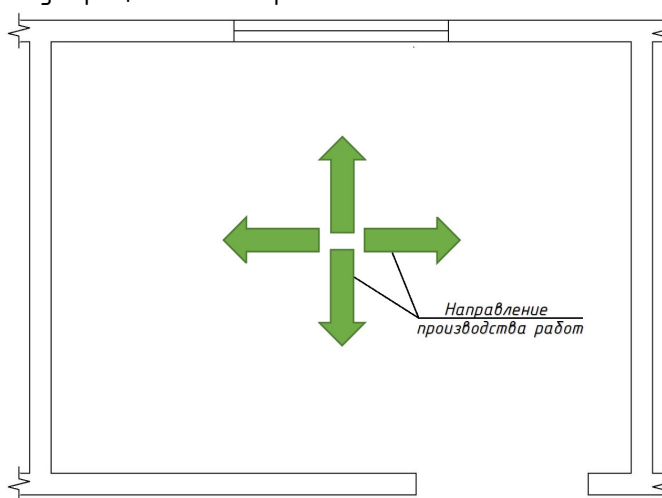 Направление
производства работ